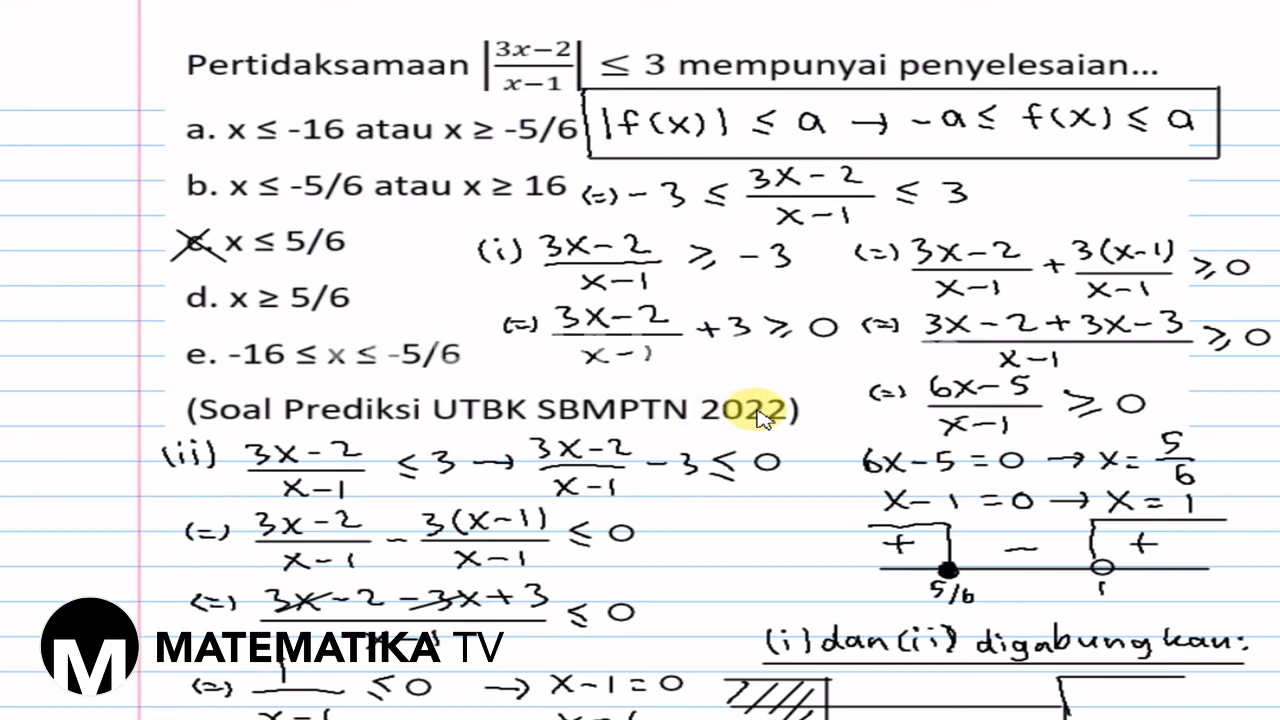 Pertidaksamaan |(3x−2)/(x−1)| ≤ 3 mempunyai penyelesaian...
a. x ≤ -16 atau x ≥ -5/6
|f(x)| ≤ a → -a ≤ f(x) ≤ a
b. x ≤ -5/6 atau x ≥ 16
(=) -3 ≤ (3x-2)/(x-1) ≤ 3
c. x ≤ 5/6
(i) (3x-2)/(x-1) ≥ -3
(=) (3x-2)/(x-1) + 3(x-1)/(x-1) ≥ 0
d. x ≥ 5/6
(=) (3x-2)/(x-1) + 3 ≥ 0
(=) (3x-2+3x-3)/(x-1) ≥ 0
e. -16 ≤ x ≤ -5/6
(=) (6x-5)/(x-1) ≥ 0
(Soal Prediksi UTBK SBMPTN 2022)
6x-5=0 → x=5/6
x-1=0 → x=1
+ - +
5/6 1
(ii) (3x-2)/(x-1) ≤ 3 → (3x-2)/(x-1) - 3 ≤ 0
(=) (3x-2)/(x-1) - 3(x-1)/(x-1) ≤ 0
(=) (3x-2-3x+3)/(x-1) ≤ 0
(i) dan (ii) digabungkan:
M MATEMATIKA TV
(=) 1/(x-1) ≤ 0 → x-1=0